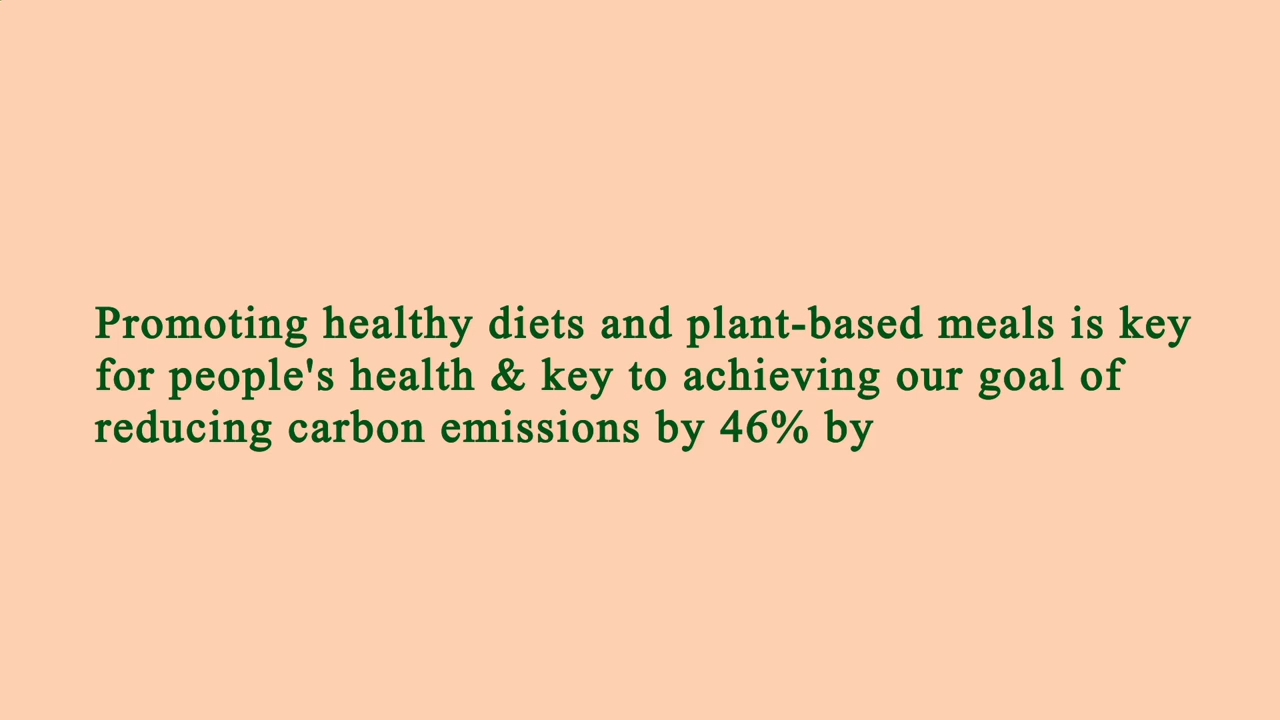 Promoting healthy diets and plant-based meals is key
for people's health & key to achieving our goal of
reducing carbon emissions by 46% by